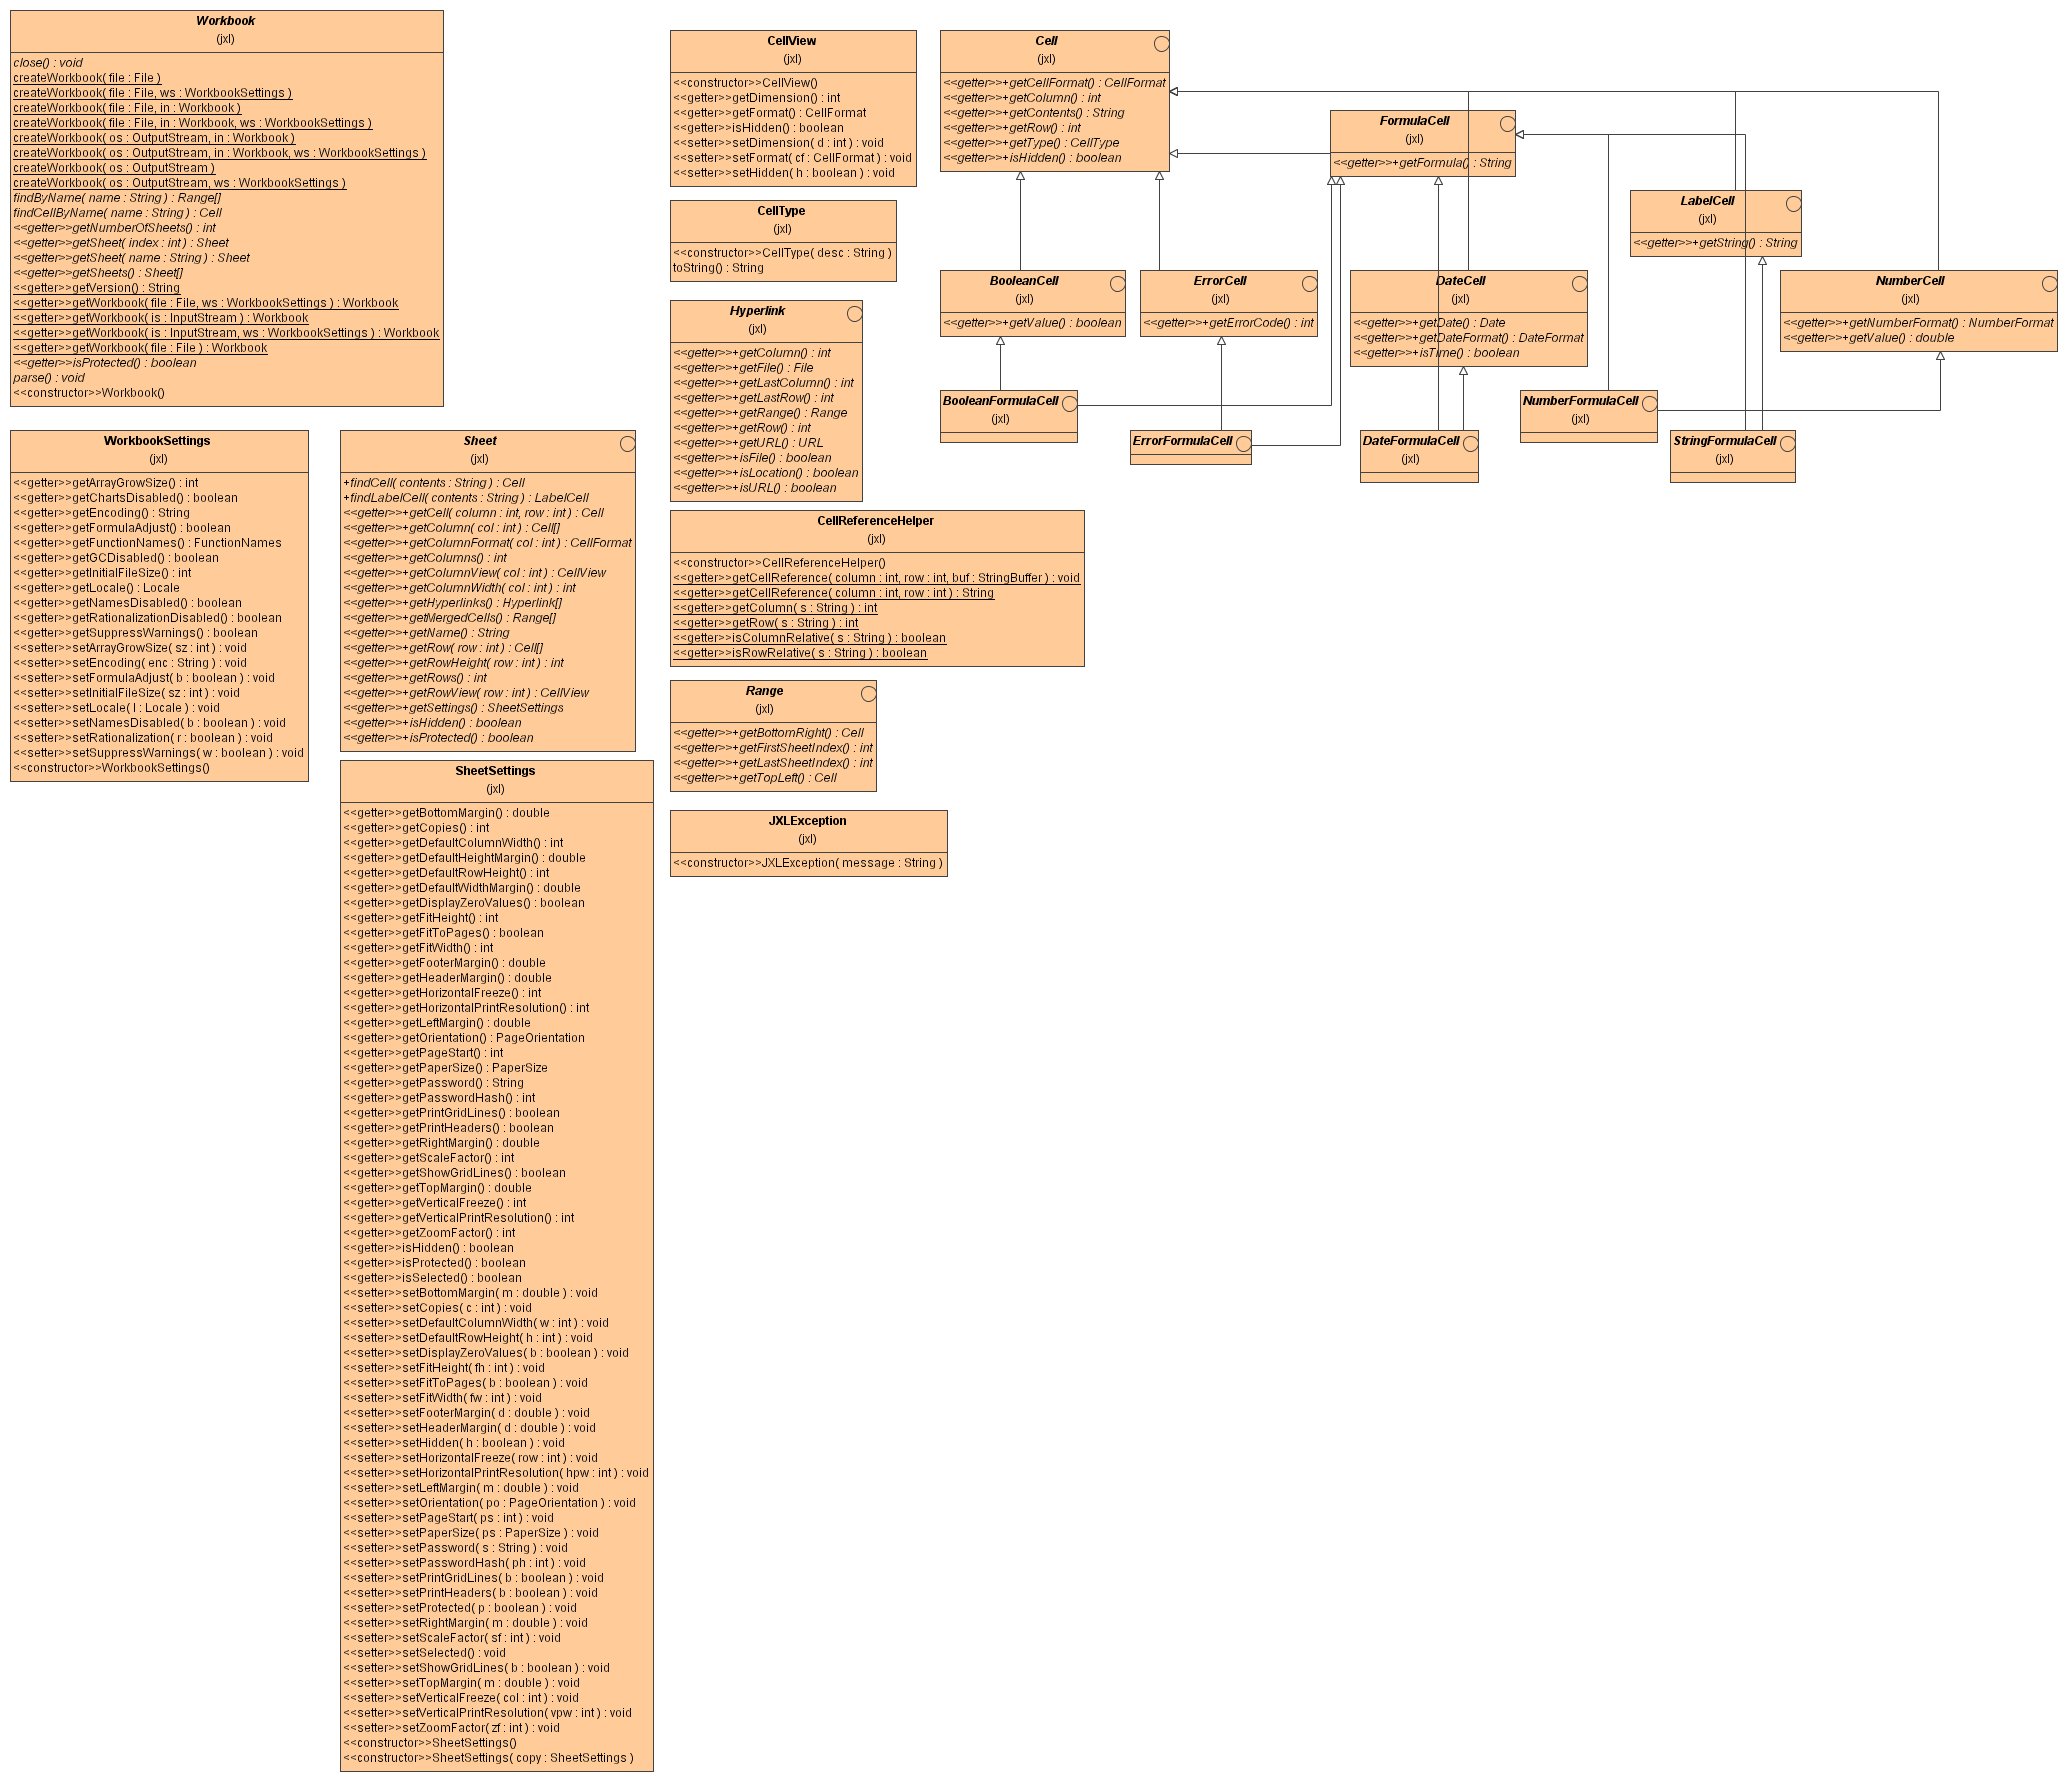 Workbook
(jxl)
close() : void
createWorkbook( file : File )
createWorkbook( file : File, ws : WorkbookSettings )
createWorkbook( file : File, in : Workbook )
createWorkbook( file : File, in : Workbook, ws : WorkbookSettings )
createWorkbook( os : OutputStream, in : Workbook )
createWorkbook( os : OutputStream, in : Workbook, ws : WorkbookSettings )
createWorkbook( os : OutputStream )
createWorkbook( os : OutputStream, ws : WorkbookSettings )
findByName( name : String ) : Range[]
findCellByName( name : String ) : Cell
<<getter>>getNumberOfSheets() : int
<<getter>>getSheet( index : int ) : Sheet
<<getter>>getSheet( name : String ) : Sheet
<<getter>>getSheets() : Sheet[]
<<getter>>getVersion() : String
<<getter>>getWorkbook( file : File, ws : WorkbookSettings ) : Workbook
<<getter>>getWorkbook( is : InputStream ) : Workbook
<<getter>>getWorkbook( is : InputStream, ws : WorkbookSettings ) : Workbook
<<getter>>getWorkbook( file : File ) : Workbook
<<getter>>isProtected() : boolean
parse() : void
<<constructor>>Workbook()
WorkbookSettings
(jxl)
<<getter>>getArrayGrowSize() : int
<<getter>>getChartsDisabled() : boolean
<<getter>>getEncoding() : String
<<getter>>getFormulaAdjust() : boolean
<<getter>>getFunctionNames() : FunctionNames
<<getter>>getGCDisabled() : boolean
<<getter>>getInitialFileSize() : int
<<getter>>getLocale() : Locale
<<getter>>getNamesDisabled() : boolean
<<getter>>getRationalizationDisabled() : boolean
<<getter>>getSuppressWarnings() : boolean
<<setter>>setArrayGrowSize( sz : int ) : void
<<setter>>setEncoding( enc : String ) : void
<<setter>>setFormulaAdjust( b : boolean ) : void
<<setter>>setInitialFileSize( sz : int ) : void
<<setter>>setLocale( l : Locale ) : void
<<setter>>setNamesDisabled( b : boolean ) : void
<<setter>>setRationalization( r : boolean ) : void
<<setter>>setSuppressWarnings( w : boolean ) : void
<<constructor>>WorkbookSettings()
Sheet
(jxl)
+findCell( contents : String ) : Cell
+findLabelCell( contents : String ) : LabelCell
<<getter>>+getCell( column : int, row : int ) : Cell
<<getter>>+getColumn( col : int ) : Cell[]
<<getter>>+getColumnFormat( col : int ) : CellFormat
<<getter>>+getColumns() : int
<<getter>>+getColumnView( col : int ) : CellView
<<getter>>+getColumnWidth( col : int ) : int
<<getter>>+getHyperlinks() : Hyperlink[]
<<getter>>+getMergedCells() : Range[]
<<getter>>+getName() : String
<<getter>>+getRow( row : int ) : Cell[]
<<getter>>+getRowHeight( row : int ) : int
<<getter>>+getRows() : int
<<getter>>+getRowView( row : int ) : CellView
<<getter>>+getSettings() : SheetSettings
<<getter>>+isHidden() : boolean
<<getter>>+isProtected() : boolean
SheetSettings
(jxl)
<<getter>>getBottomMargin() : double
<<getter>>getCopies() : int
<<getter>>getDefaultColumnWidth() : int
<<getter>>getDefaultHeightMargin() : double
<<getter>>getDefaultRowHeight() : int
<<getter>>getDefaultWidthMargin() : double
<<getter>>getDisplayZeroValues() : boolean
<<getter>>getFitHeight() : int
<<getter>>getFitToPages() : boolean
<<getter>>getFitWidth() : int
<<getter>>getFooterMargin() : double
<<getter>>getHeaderMargin() : double
<<getter>>getHorizontalFreeze() : int
<<getter>>getHorizontalPrintResolution() : int
<<getter>>getLeftMargin() : double
<<getter>>getOrientation() : PageOrientation
<<getter>>getPageStart() : int
<<getter>>getPaperSize() : PaperSize
<<getter>>getPassword() : String
<<getter>>getPasswordHash() : int
<<getter>>getPrintGridLines() : boolean
<<getter>>getPrintHeaders() : boolean
<<getter>>getRightMargin() : double
<<getter>>getScaleFactor() : int
<<getter>>getShowGridLines() : boolean
<<getter>>getTopMargin() : double
<<getter>>getVerticalFreeze() : int
<<getter>>getVerticalPrintResolution() : int
<<getter>>getZoomFactor() : int
<<getter>>isHidden() : boolean
<<getter>>isProtected() : boolean
<<getter>>isSelected() : boolean
<<setter>>setBottomMargin( m : double ) : void
<<setter>>setCopies( c : int ) : void
<<setter>>setDefaultColumnWidth( w : int ) : void
<<setter>>setDefaultRowHeight( h : int ) : void
<<setter>>setDisplayZeroValues( b : boolean ) : void
<<setter>>setFitHeight( fh : int ) : void
<<setter>>setFitToPages( b : boolean ) : void
<<setter>>setFitWidth( fw : int ) : void
<<setter>>setFooterMargin( d : double ) : void
<<setter>>setHeaderMargin( d : double ) : void
<<setter>>setHidden( h : boolean ) : void
<<setter>>setHorizontalFreeze( row : int ) : void
<<setter>>setHorizontalPrintResolution( hpw : int ) : void
<<setter>>setLeftMargin( m : double ) : void
<<setter>>setOrientation( po : PageOrientation ) : void
<<setter>>setPageStart( ps : int ) : void
<<setter>>setPaperSize( ps : PaperSize ) : void
<<setter>>setPassword( s : String ) : void
<<setter>>setPasswordHash( ph : int ) : void
<<setter>>setPrintGridLines( b : boolean ) : void
<<setter>>setPrintHeaders( b : boolean ) : void
<<setter>>setProtected( p : boolean ) : void
<<setter>>setRightMargin( m : double ) : void
<<setter>>setScaleFactor( sf : int ) : void
<<setter>>setSelected() : void
<<setter>>setShowGridLines( b : boolean ) : void
<<setter>>setTopMargin( m : double ) : void
<<setter>>setVerticalFreeze( col : int ) : void
<<setter>>setVerticalPrintResolution( vpw : int ) : void
<<setter>>setZoomFactor( zf : int ) : void
<<constructor>>SheetSettings()
<<constructor>>SheetSettings( copy : SheetSettings )
CellView
(jxl)
<<constructor>>CellView()
<<getter>>getDimension() : int
<<getter>>getFormat() : CellFormat
<<getter>>isHidden() : boolean
<<setter>>setDimension( d : int ) : void
<<setter>>setFormat( cf : CellFormat ) : void
<<setter>>setHidden( h : boolean ) : void
CellType
(jxl)
<<constructor>>CellType( desc : String )
toString() : String
Hyperlink
(jxl)
<<getter>>+getColumn() : int
<<getter>>+getFile() : File
<<getter>>+getLastColumn() : int
<<getter>>+getLastRow() : int
<<getter>>+getRange() : Range
<<getter>>+getRow() : int
<<getter>>+getURL() : URL
<<getter>>+isFile() : boolean
<<getter>>+isLocation() : boolean
<<getter>>+isURL() : boolean
CellReferenceHelper
(jxl)
<<constructor>>CellReferenceHelper()
<<getter>>getCellReference( column : int, row : int, buf : StringBuffer ) : void
<<getter>>getCellReference( column : int, row : int ) : String
<<getter>>getColumn( s : String ) : int
<<getter>>getRow( s : String ) : int
<<getter>>isColumnRelative( s : String ) : boolean
<<getter>>isRowRelative( s : String ) : boolean
Range
(jxl)
<<getter>>+getBottomRight() : Cell
<<getter>>+getFirstSheetIndex() : int
<<getter>>+getLastSheetIndex() : int
<<getter>>+getTopLeft() : Cell
JXLException
(jxl)
<<constructor>>JXLException( message : String )
Cell
(jxl)
<<getter>>+getCellFormat() : CellFormat
<<getter>>+getColumn() : int
<<getter>>+getContents() : String
<<getter>>+getRow() : int
<<getter>>+getType() : CellType
<<getter>>+isHidden() : boolean
FormulaCell
(jxl)
<<getter>>+getFormula() : String
LabelCell
(jxl)
<<getter>>+getString() : String
BooleanCell
(jxl)
<<getter>>+getValue() : boolean
ErrorCell
(jxl)
<<getter>>+getErrorCode() : int
DateCell
(jxl)
<<getter>>+getDate() : Date
<<getter>>+getDateFormat() : DateFormat
<<getter>>+isTime() : boolean
NumberCell
(jxl)
<<getter>>+getNumberFormat() : NumberFormat
<<getter>>+getValue() : double
BooleanFormulaCell
(jxl)
ErrorFormulaCell
DateFormulaCell
(jxl)
NumberFormulaCell
(jxl)
StringFormulaCell
(jxl)